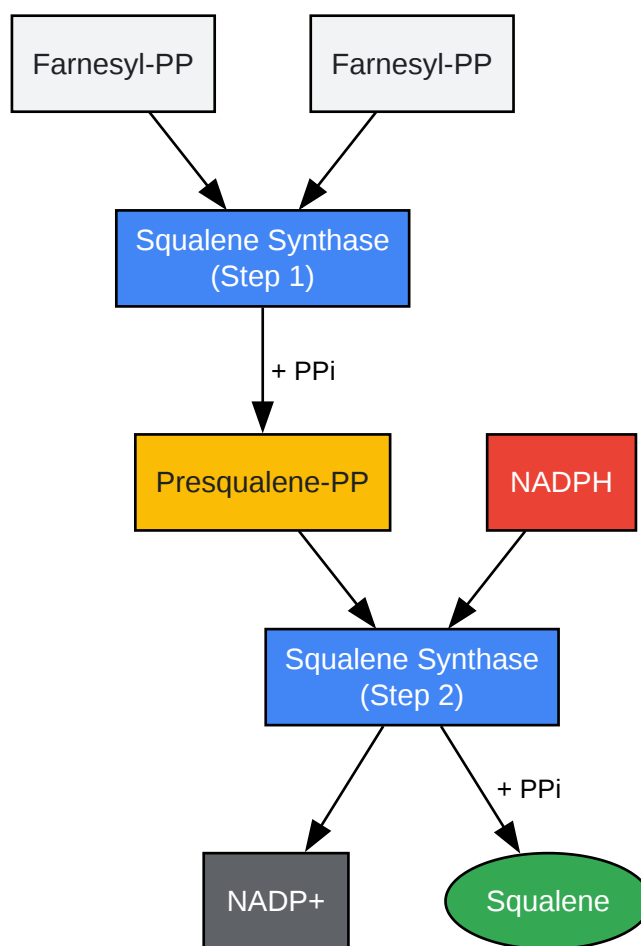 Farnesyl-PP
Farnesyl-PP
Squalene Synthase
(Step 1)
+ PPi
Presqualene-PP
NADPH
Squalene Synthase
(Step 2)
+ PPi
NADP+
Squalene